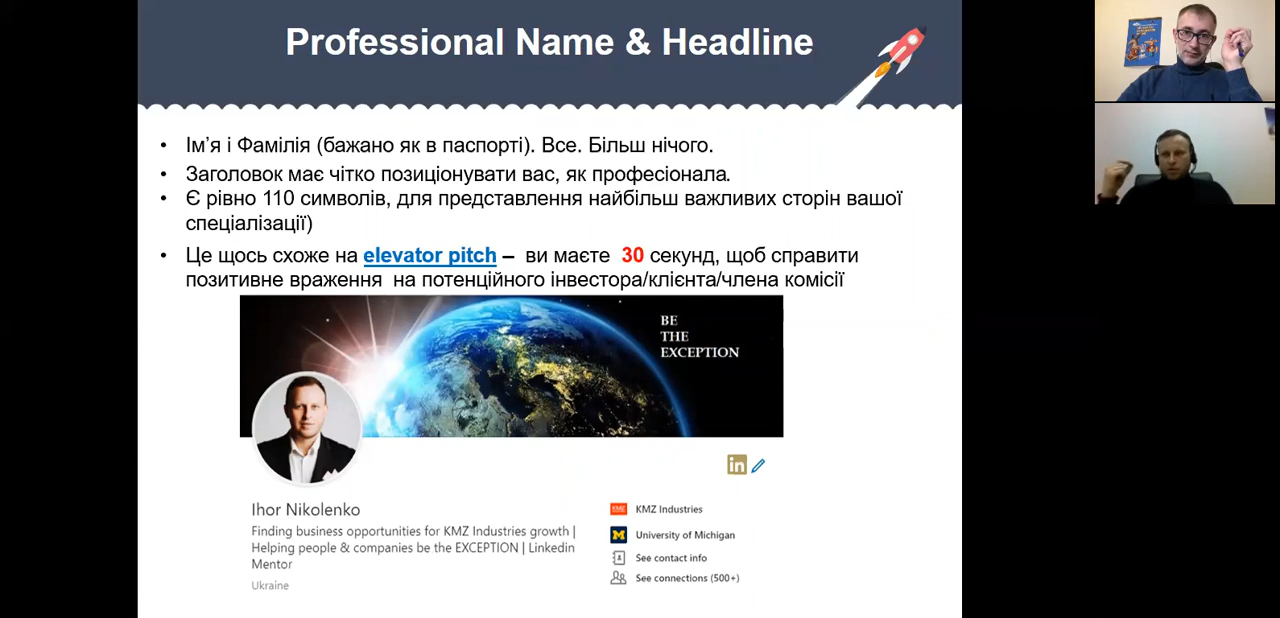 Professional Name & Headline
• Ім’я і Фамілія (бажано як в паспорті). Все. Більш нічого.
• Заголовок має чітко позиціонувати вас, як професіонала.
• Є рівно 110 символів, для представлення найбільш важливих сторін вашої
спеціалізації)
• Це щось схоже на elevator pitch – ви маєте 30 секунд, щоб справити
позитивне враження на потенційного інвестора/клієнта/члена комісії
BE
THE
EXCEPTION
in
Ihor Nikolenko
Finding business opportunities for KMZ Industries growth |
Helping people & companies be the EXCEPTION | Linkedin
Mentor
Ukraine
KMZ KMZ Industries
M University of Michigan
See contact info
See connections (500+)